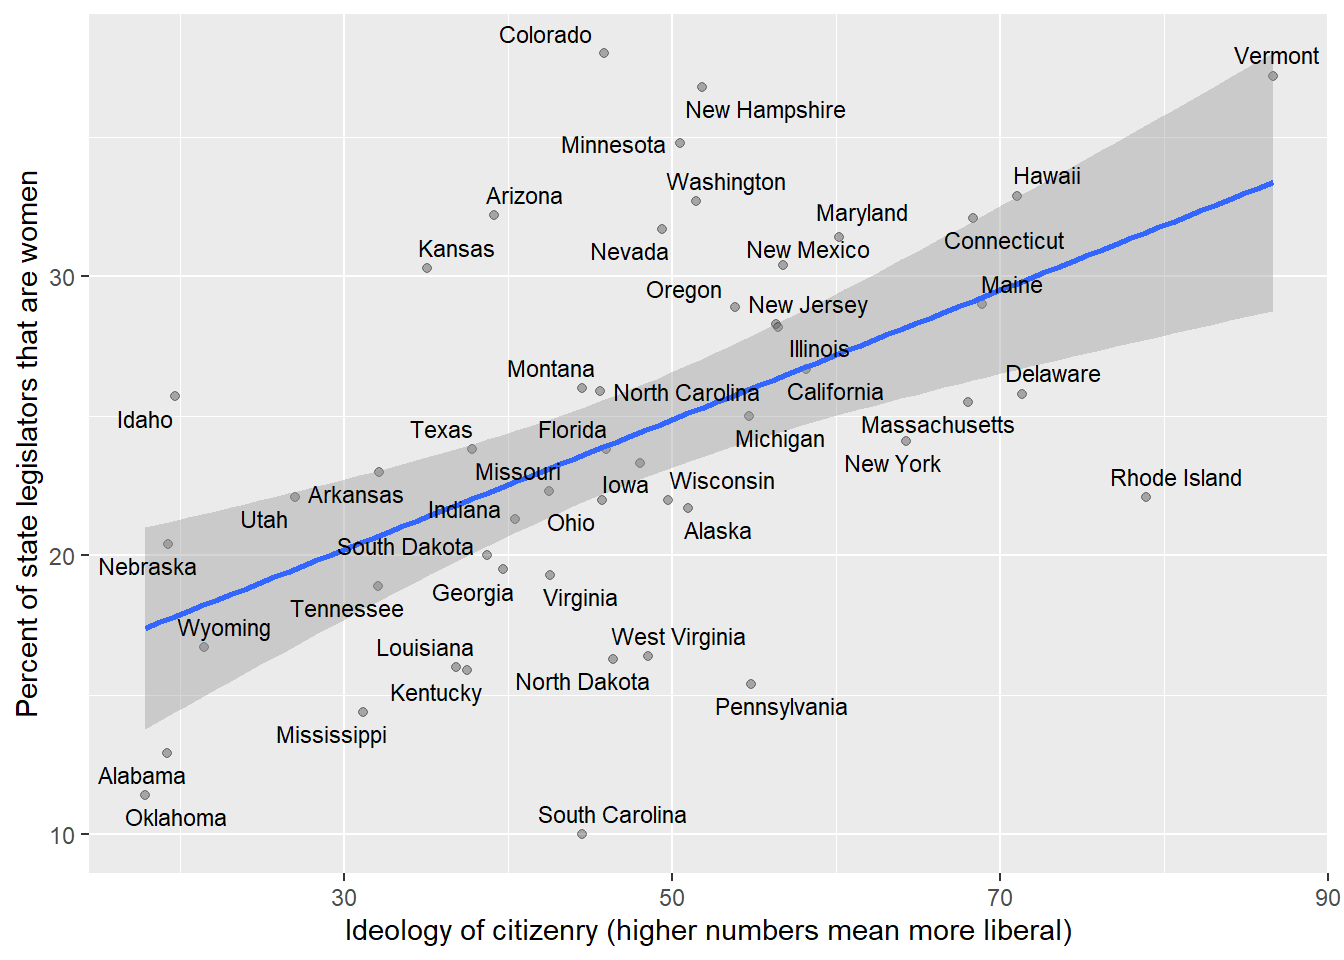 Colorado
Vermont
New Hampshire
Minnesota
Washington
Hawaii
Arizona
Maryland
Connecticut
Kansas
Nevada
New Mexico
30
Oregon
Maine
New Jersey
Illinois
Montana
Delaware
North Carolina
California
Idaho
Texas
Florida
Massachusetts
Michigan
New York
Missouri
Rhode Island
Arkansas
Iowa
Wisconsin
Utah
Indiana
Ohio
Alaska
20
South Dakota
Nebraska
Georgia
Virginia
Tennessee
Wyoming
West Virginia
Louisiana
North Dakota
Kentucky
Pennsylvania
Mississippi
Alabama
Oklahoma
South Carolina
10
Percent of state legislators that are women
30 50 70 90
Ideology of citizenry (higher numbers mean more liberal)